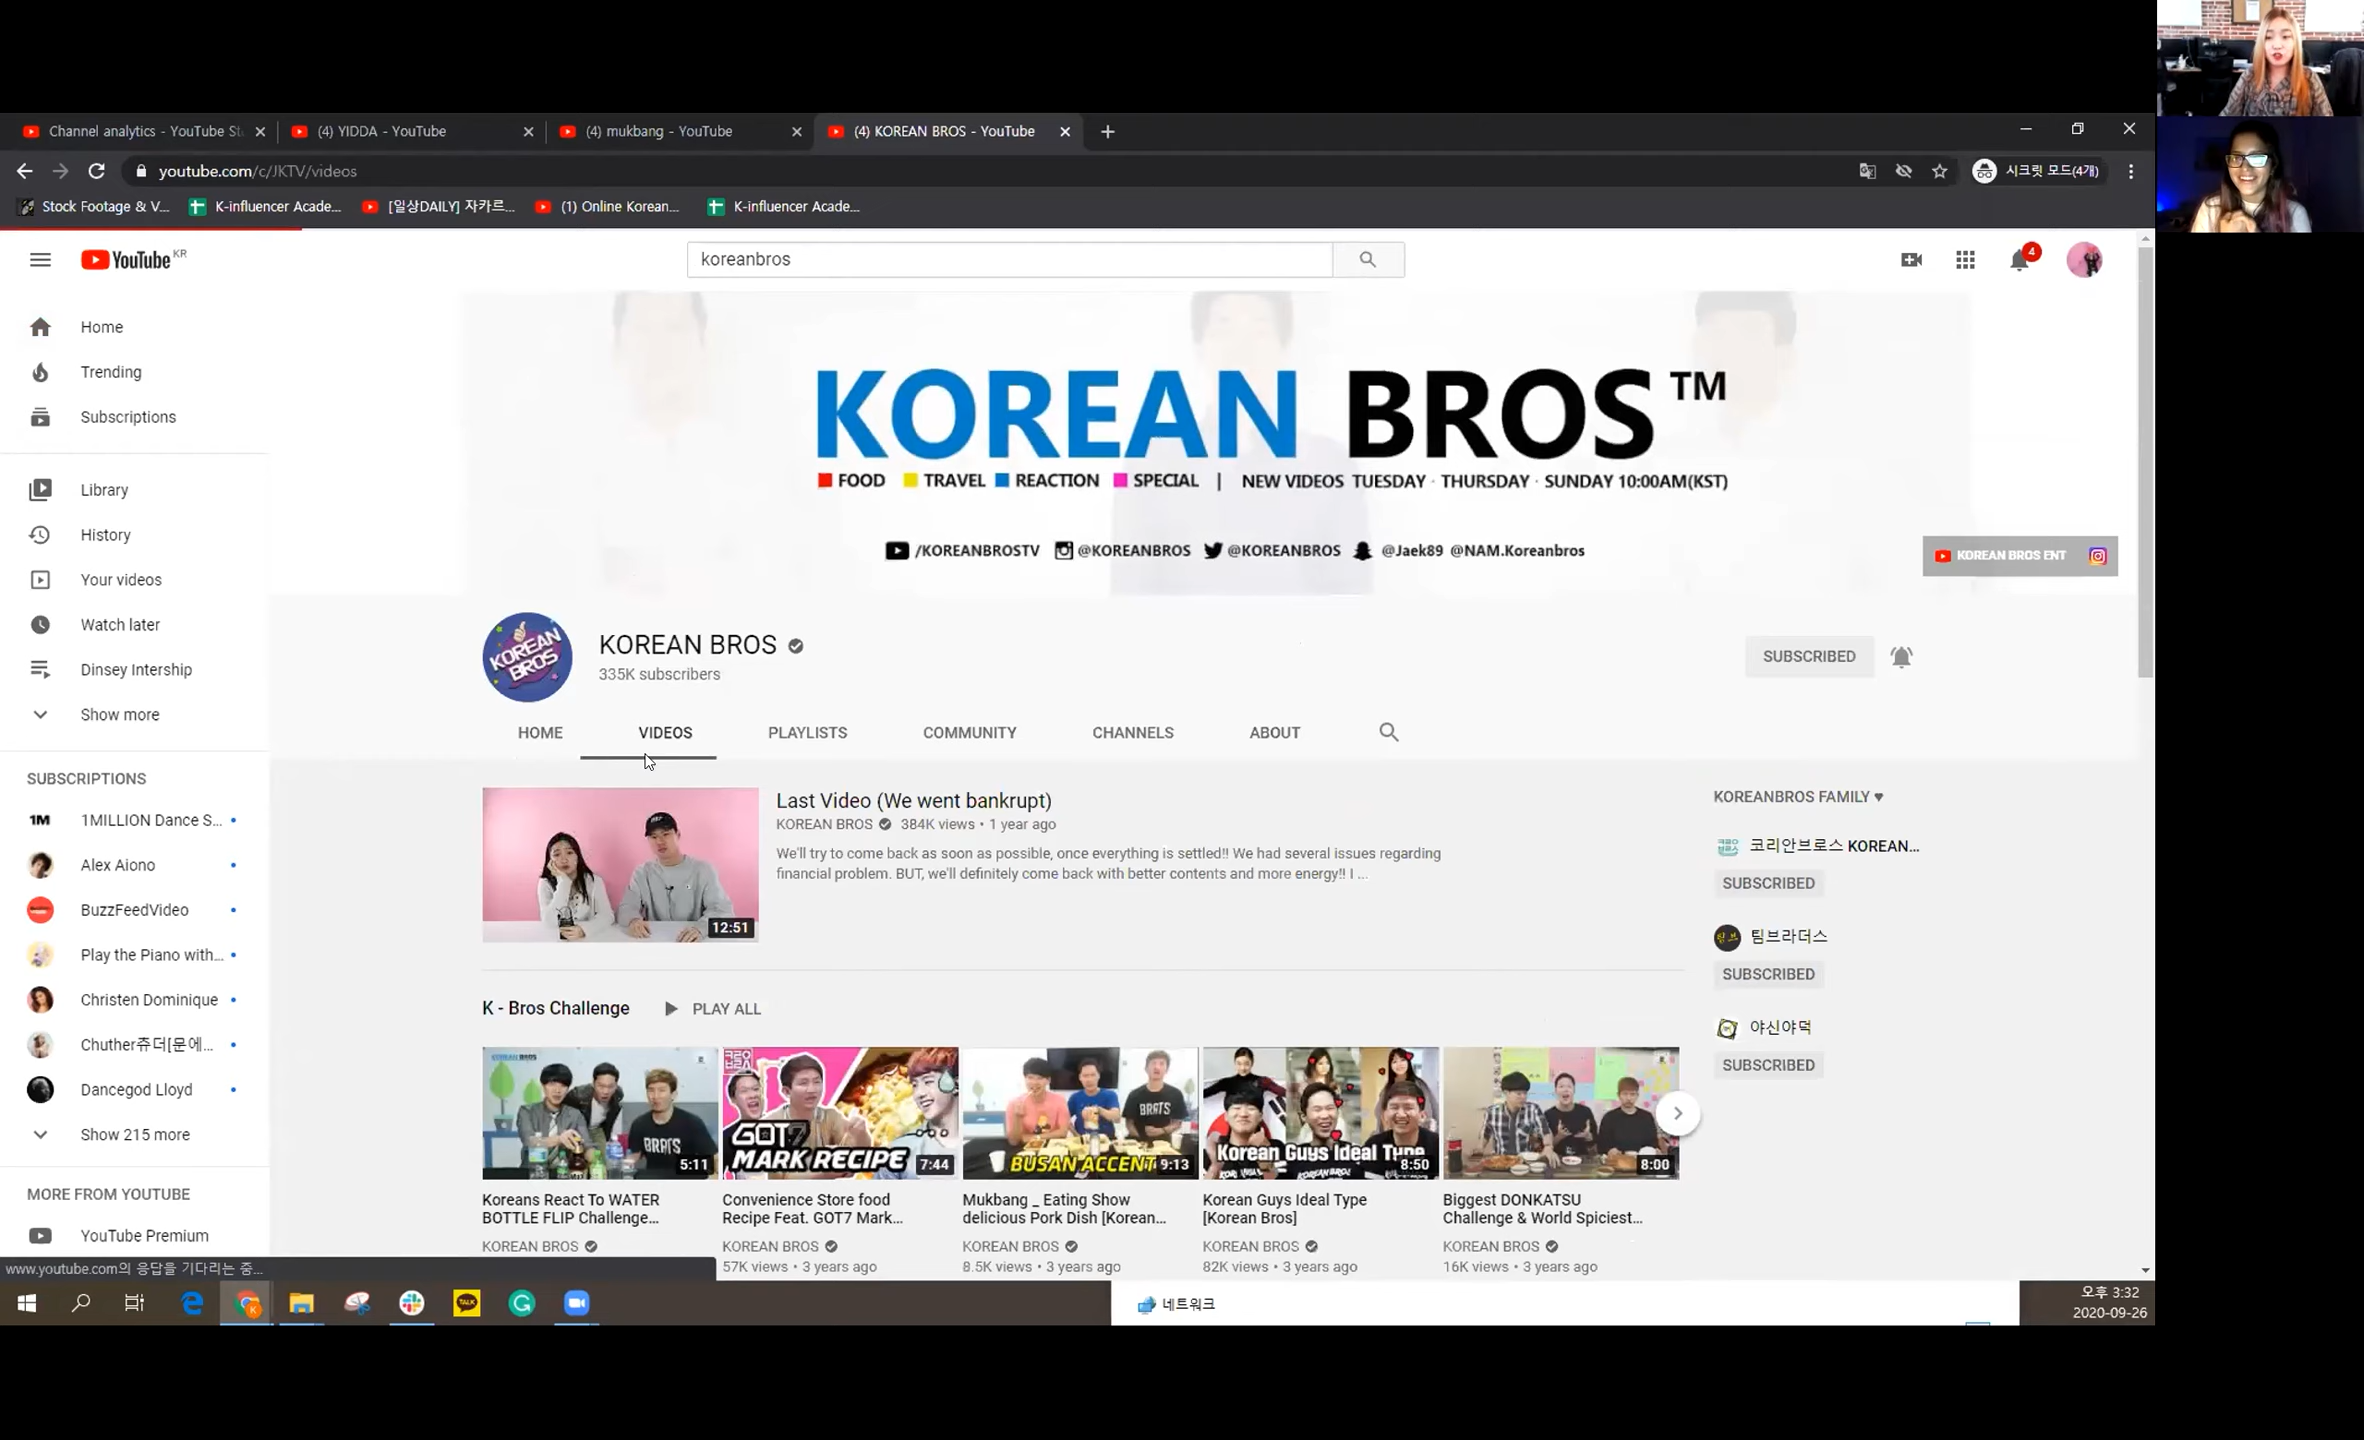 Channel analytics - YouTube St
(4) YIDDA - YouTube
(4) mukbang - YouTube
(4) KOREAN BROS - YouTube
youtube.com/c/JKTV/videos
시크릿 모드(4개)
Stock Footage & V...
K-influencer Acade...
[일상DAILY] 자카르...
(1) Online Korean...
K-influencer Acade...
YouTube KR
koreanbros
4
Home
Trending
Subscriptions
Library
History
Your videos
Watch later
Dinsey Intership
Show more
SUBSCRIPTIONS
1M 1MILLION Dance S...
Alex Aiono
BuzzFeedVideo
Play the Piano with...
Christen Dominique
Chuther츄더[문에...
Dancegod Lloyd
Show 215 more
MORE FROM YOUTUBE
YouTube Premium
www.youtube.com의 응답을 기다리는 중...
KOREAN BROS™
FOOD TRAVEL REACTION SPECIAL | NEW VIDEOS TUESDAY · THURSDAY · SUNDAY 10:00AM(KST)
/KOREANBROSTV @KOREANBROS @KOREANBROS @Jaek89 @NAM.Koreanbros
KOREAN BROS ENT
KOREAN BROS
KOREAN BROS
335K subscribers
SUBSCRIBED
HOME VIDEOS PLAYLISTS COMMUNITY CHANNELS ABOUT
12:51
Last Video (We went bankrupt)
KOREAN BROS 384K views • 1 year ago
We'll try to come back as soon as possible, once everything is settled!! We had several issues regarding
financial problem. BUT, we'll definitely come back with better contents and more energy!! I ...
KOREANBROS FAMILY ♥
코리안브로스 KOREAN...
SUBSCRIBED
팀브라더스
SUBSCRIBED
야신야덕
SUBSCRIBED
K - Bros Challenge PLAY ALL
KOREAN BROS
BRATS
5:11
Koreans React To WATER
BOTTLE FLIP Challenge...
KOREAN BROS
GOT7
MARK RECIPE
7:44
Convenience Store food
Recipe Feat. GOT7 Mark...
KOREAN BROS
57K views • 3 years ago
BRATS
BUSAN ACCENT
9:13
Mukbang _ Eating Show
delicious Pork Dish [Korean...
KOREAN BROS
8.5K views • 3 years ago
Korean Guys Ideal Type
8:50
Korean Guys Ideal Type
[Korean Bros]
KOREAN BROS
82K views • 3 years ago
8:00
Biggest DONKATSU
Challenge & World Spiciest...
KOREAN BROS
16K views • 3 years ago
TALK
네트워크
오후 3:32
2020-09-26